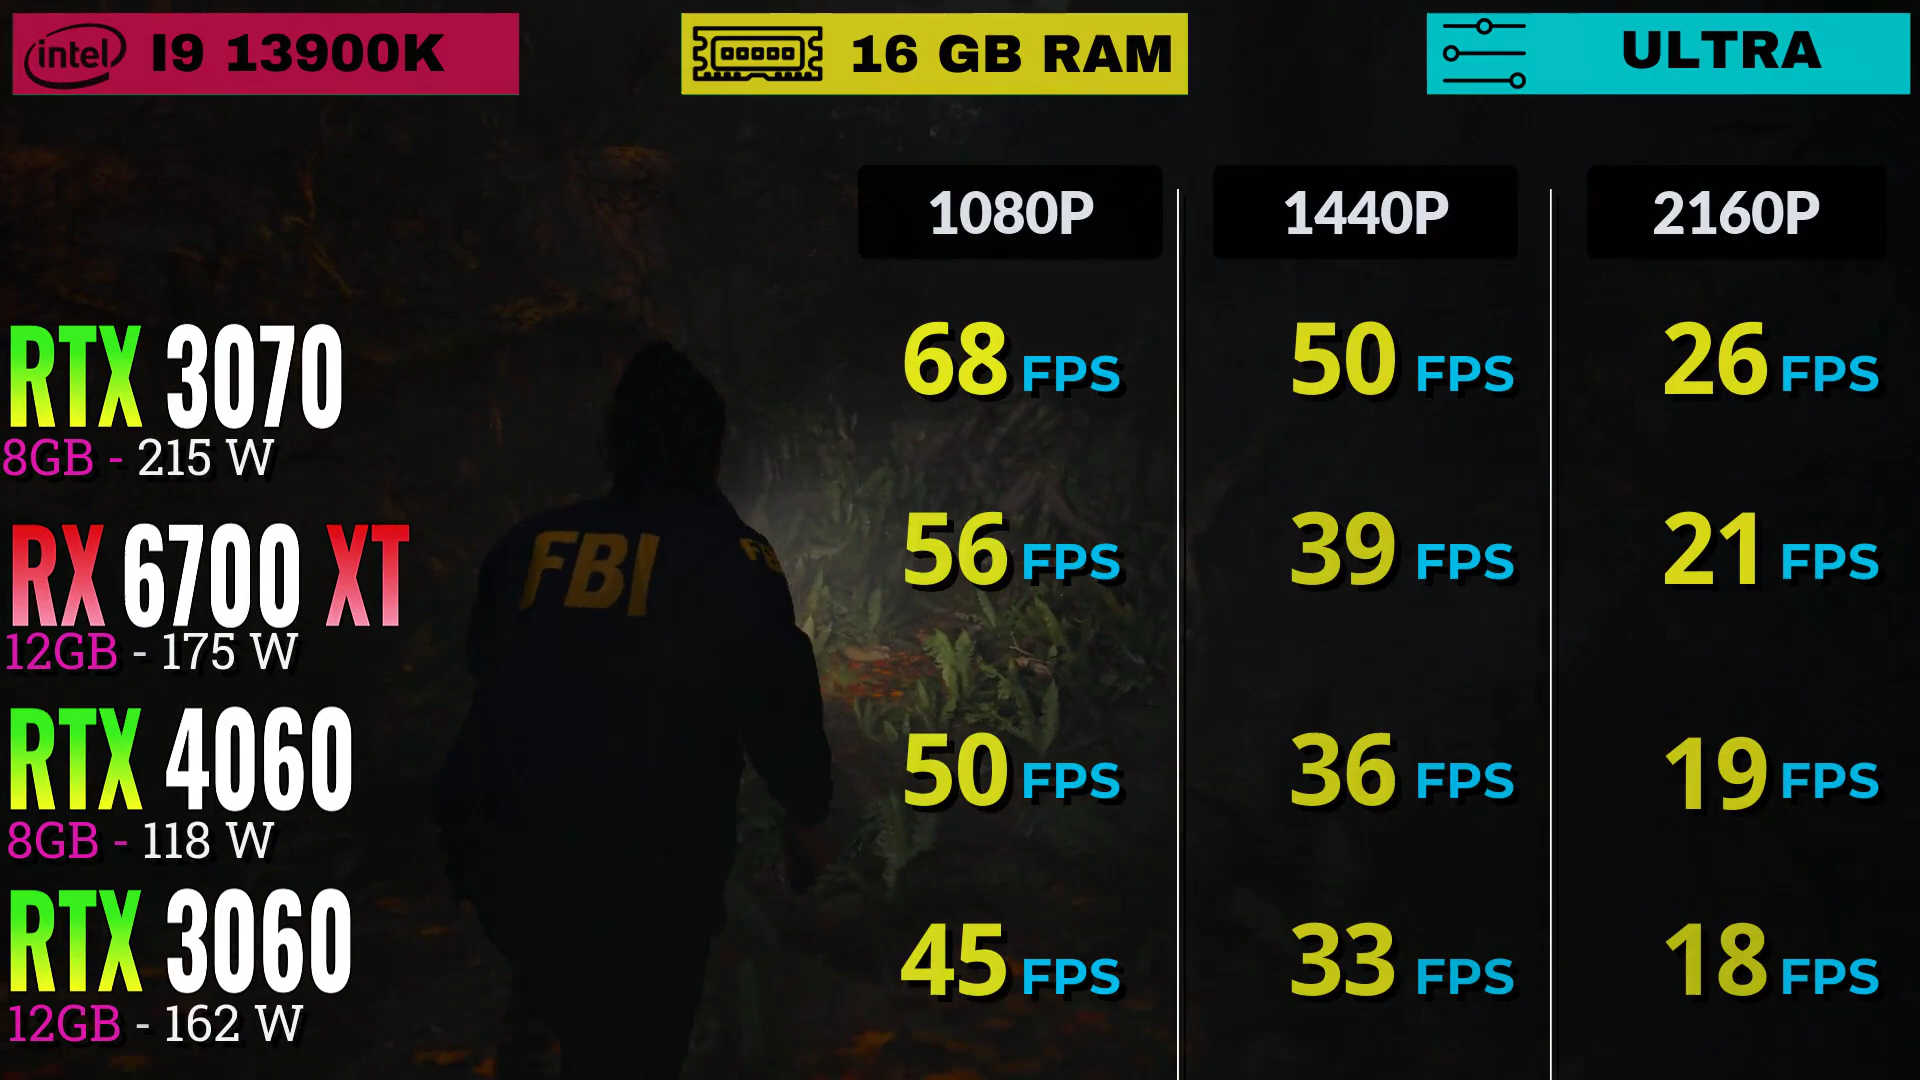 intel I9 13900K
16 GB RAM
ULTRA
1080P 1440P 2160P
RTX 3070 68 FPS 50 FPS 26 FPS
8GB - 215 W
FBI
RX 6700 XT 56 FPS 39 FPS 21 FPS
12GB - 175 W
RTX 4060 50 FPS 36 FPS 19 FPS
8GB - 118 W
RTX 3060 45 FPS 33 FPS 18 FPS
12GB - 162 W